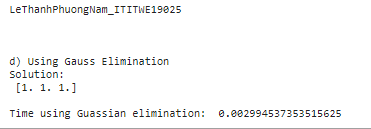 LeThanhPhuongNam_ITITWE19025
d) Using Gauss Elimination
Solution:
[1. 1. 1.]
Time using Guassian elimination: 0.002994537353515625